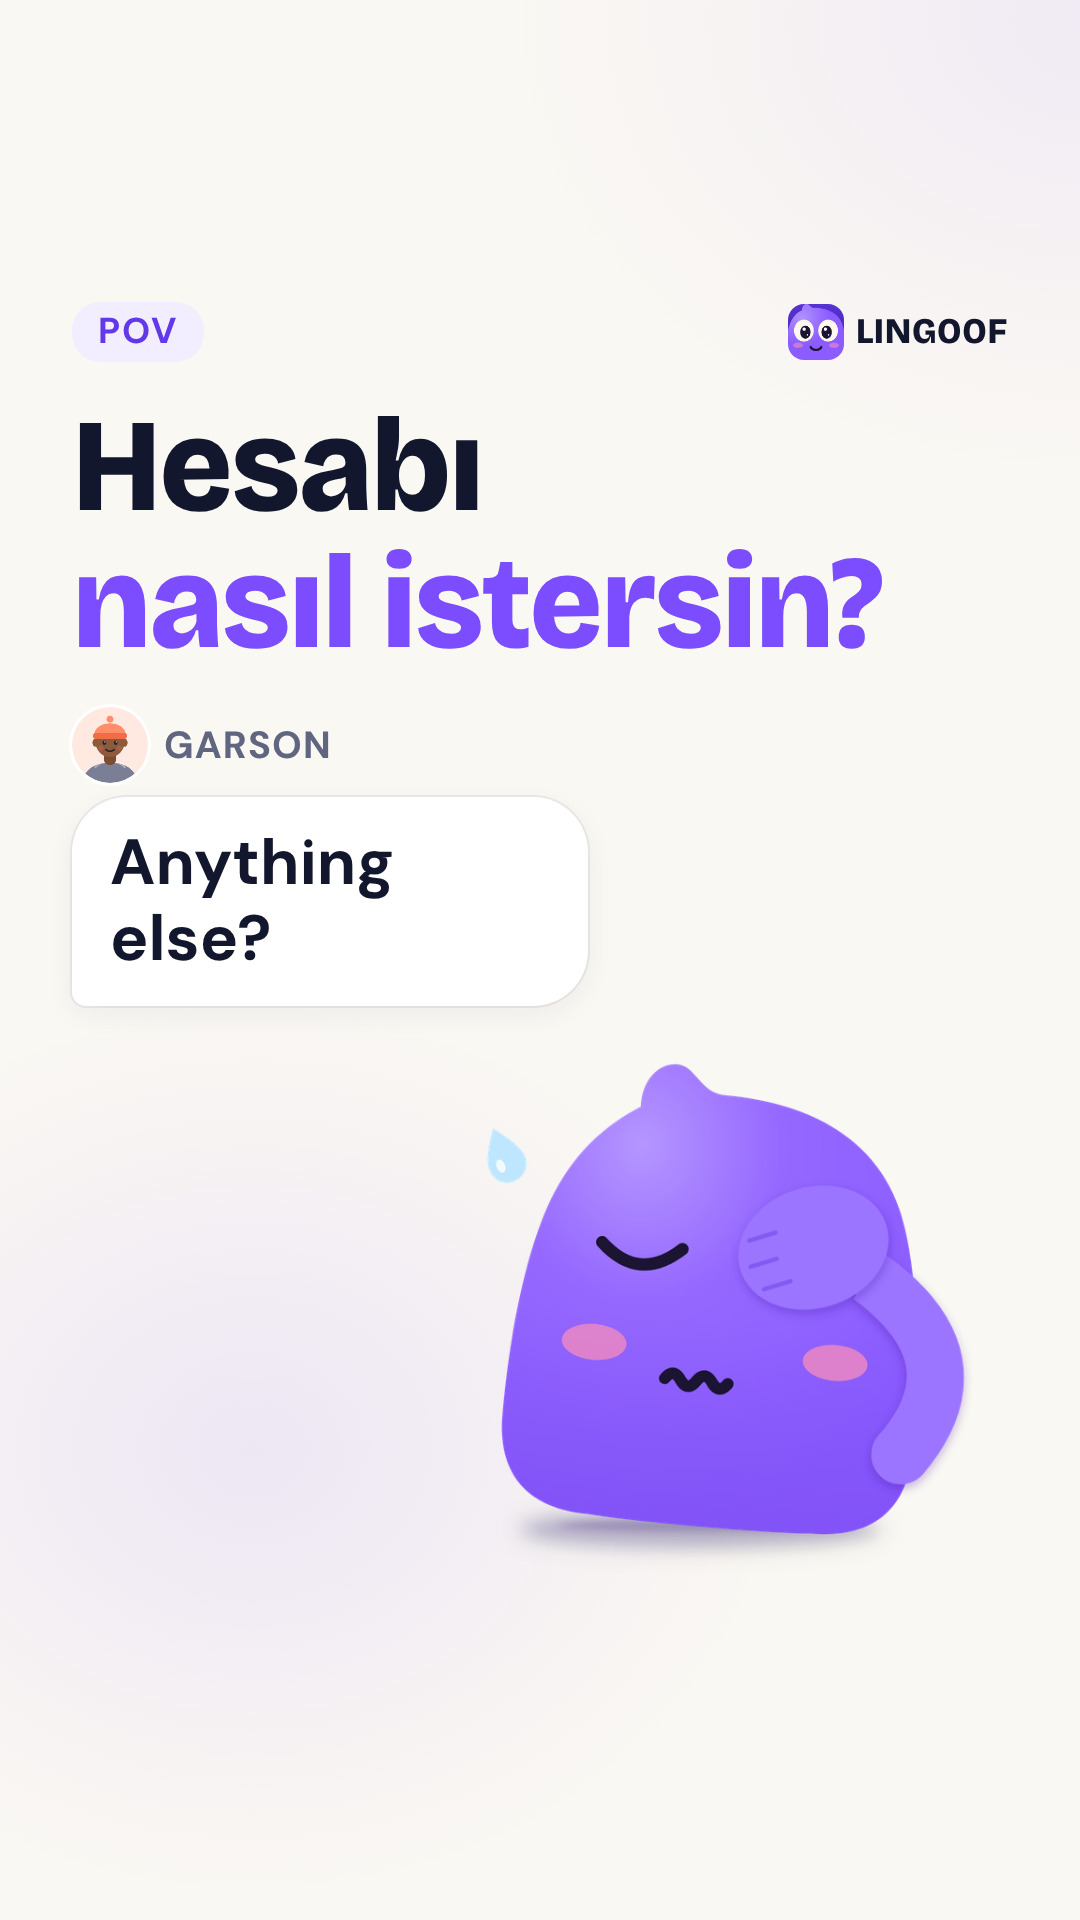 POV
LINGOOF
Hesabı
nasıl istersin?
GARSON
Anything
else?